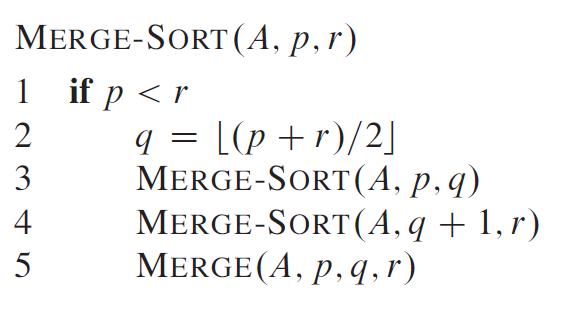 MERGE-SORT(A, p, r)
1 if p < r
2 q = ⌊(p + r)/2⌋
3 MERGE-SORT(A, p, q)
4 MERGE-SORT(A, q + 1, r)
5 MERGE(A, p, q, r)